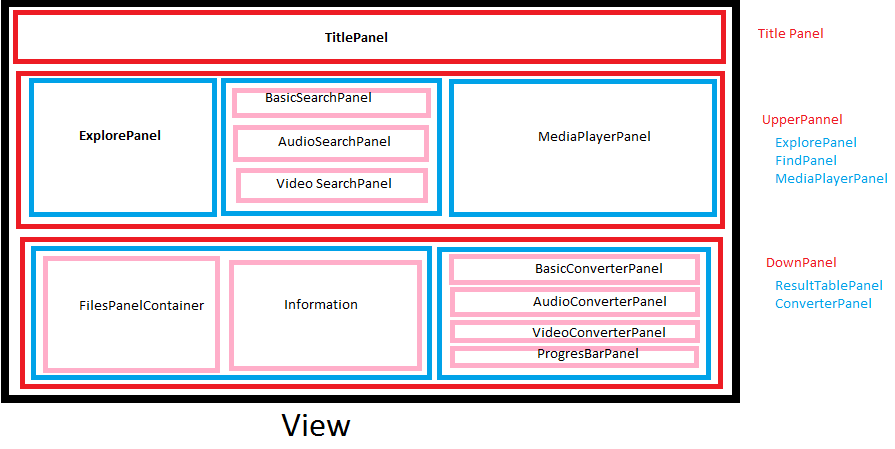 TitlePanel
Title Panel
ExplorePanel
BasicSearchPanel
AudioSearchPanel
Video SearchPanel
MediaPlayerPanel
UpperPannel
ExplorePanel
FindPanel
MediaPlayerPanel
FilesPanelContainer
Information
BasicConverterPanel
AudioConverterPanel
VideoConverterPanel
ProgresBarPanel
DownPanel
ResultTablePanel
ConverterPanel
View